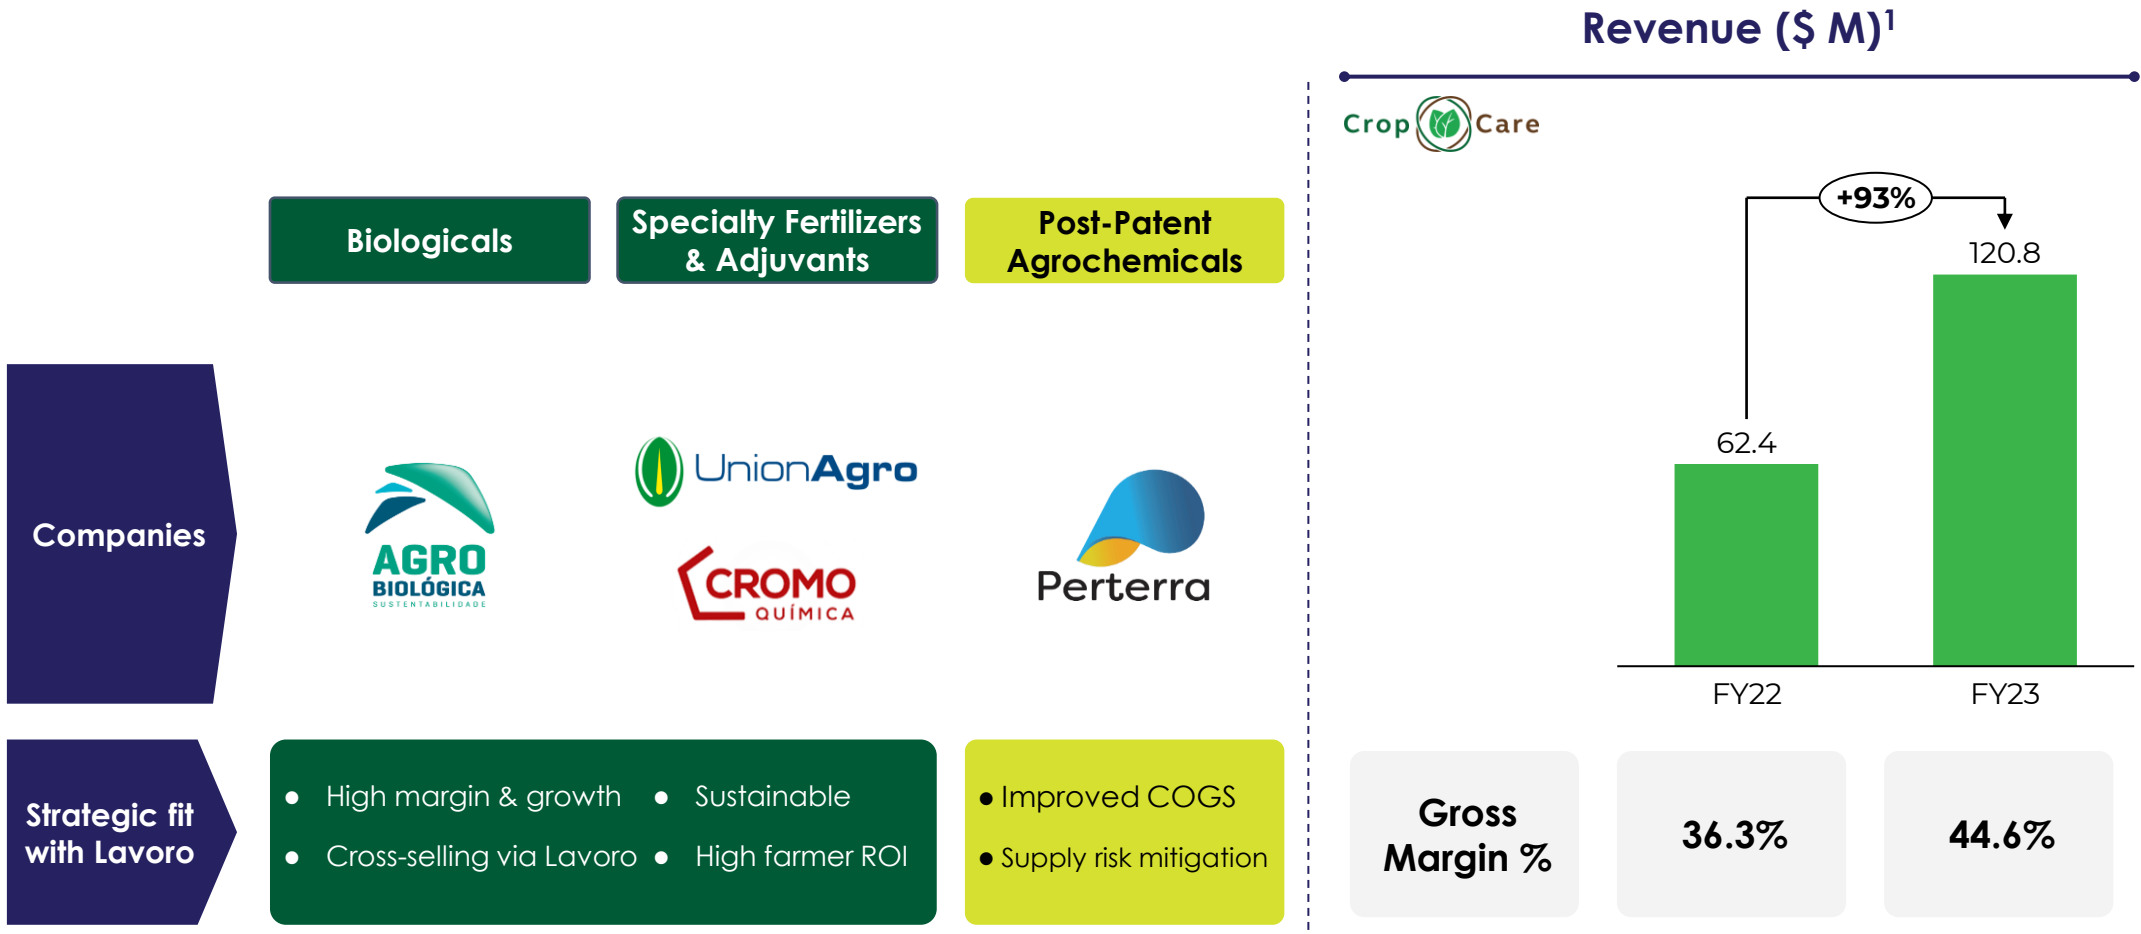 Revenue ($ M)¹
Crop Care
Biologicals
Specialty Fertilizers
& Adjuvants
Post-Patent
Agrochemicals
+93%
120.8
62.4
FY22
FY23
Companies
AGRO
BIOLÓGICA
SUSTENTABILIDADE
UnionAgro
CROMO
QUÍMICA
Perterra
Strategic fit
with Lavoro
● High margin & growth
● Cross-selling via Lavoro
● Sustainable
● High farmer ROI
● Improved COGS
● Supply risk mitigation
Gross
Margin %
36.3%
44.6%